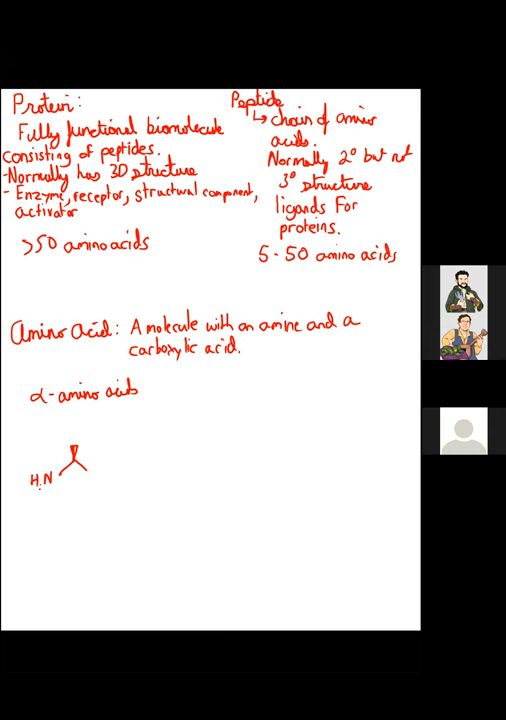 Protein:
Fully functional biomolecule
consisting of peptides.
- Normally has 3D structure
- Enzyme, receptor, structural component,
activator
>50 amino acids
Peptide
↳ chain of amino
acids.
Normally 2° but not
3° structure
ligands For
proteins.
5 - 50 amino acids
Amino Acid: A molecule with an amine and a
carboxylic acid.
α-amino acids
H.N